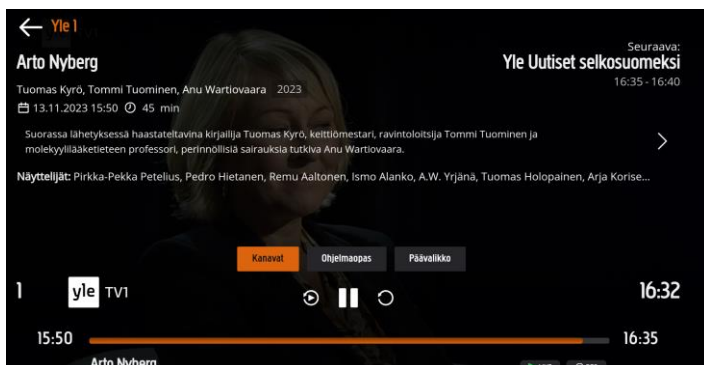 Yle 1
Arto Nyberg
Seuraava:
Yle Uutiset selkosuomeksi
16:35 - 16:40
Tuomas Kyrö, Tommi Tuominen, Anu Wartiovaara 2023
13.11.2023 15:50 45 min
Suorassa lähetyksessä haastateltavina kirjailija Tuomas Kyrö, keittiömestari, ravintoloitsija Tommi Tuominen ja
molekyylilääketieteen professori, perinnöllisiä sairauksia tutkiva Anu Wartiovaara.
Näyttelijät: Pirkka-Pekka Petelius, Pedro Hietanen, Remu Aaltonen, Ismo Alanko, A.W. Yrjänä, Tuomas Holopainen, Arja Korise...
Kanavat Ohjelmaopas Päävalikko
1 yle TV1 16:32
15:50 16:35
Arto Nyberg